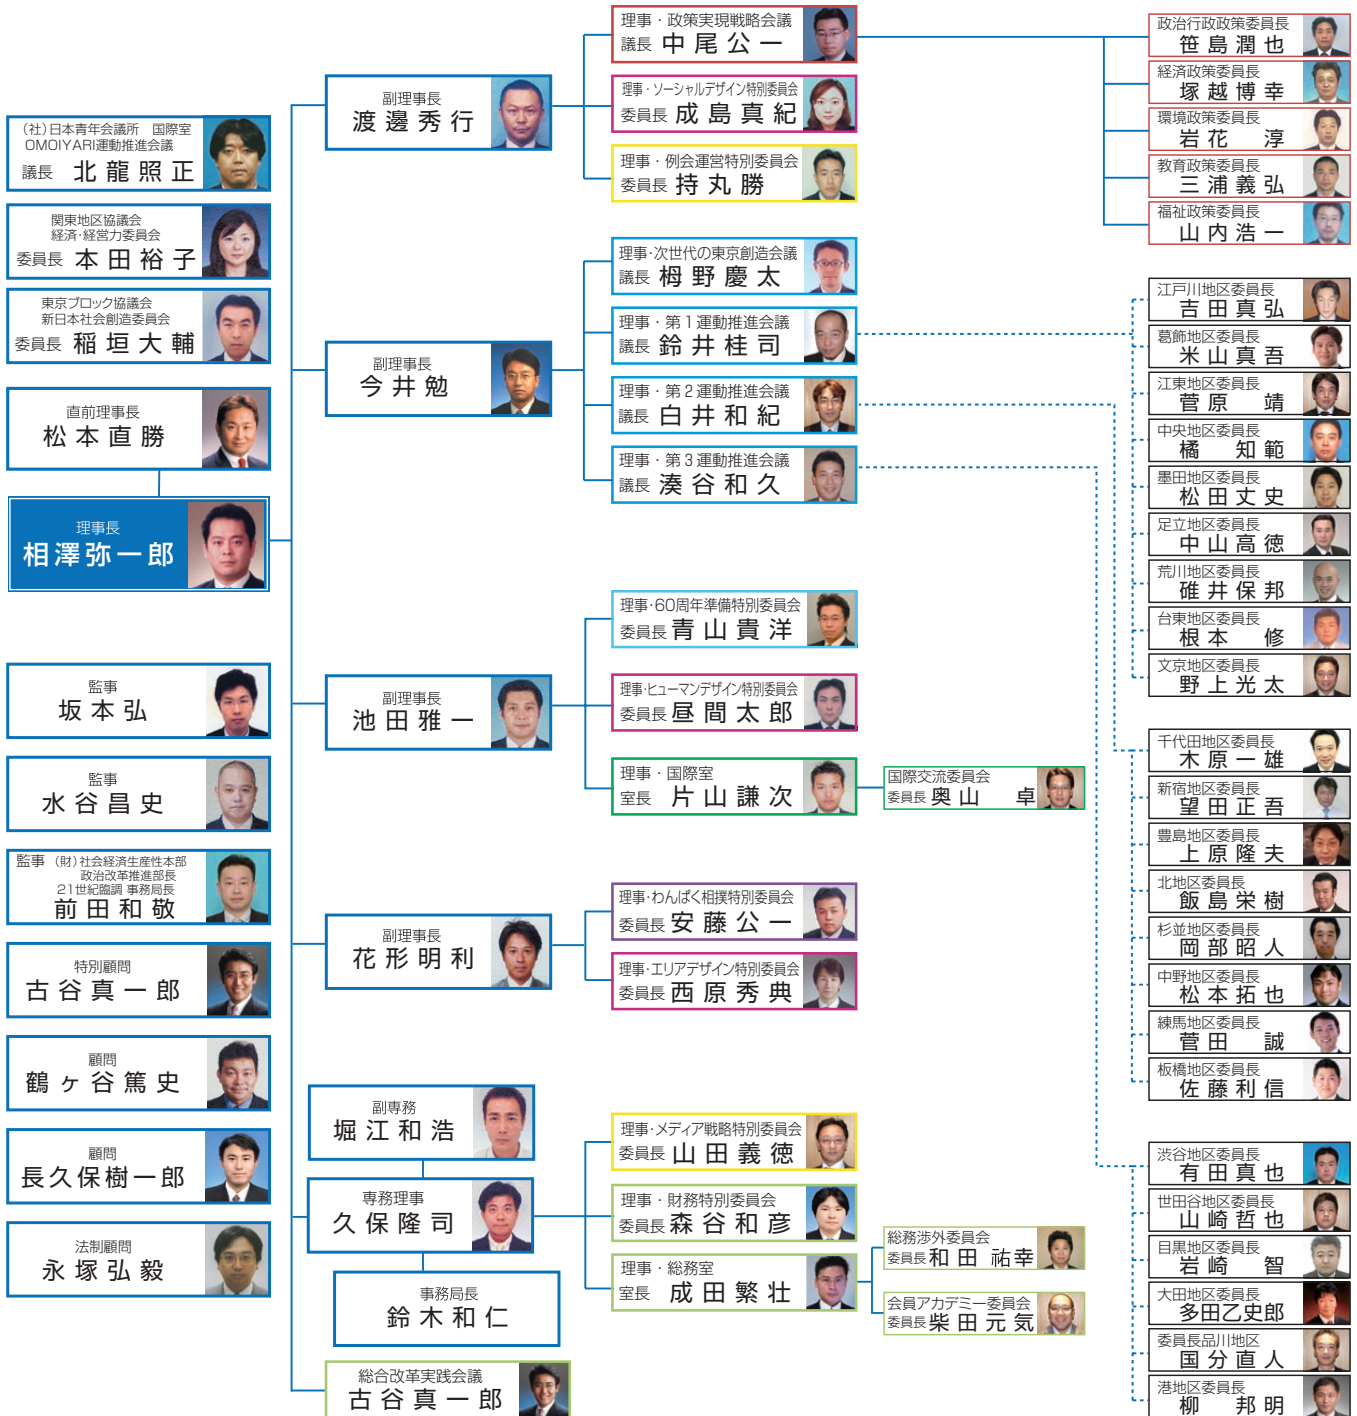 (社)日本青年会議所 国際室
OMOIYARI運動推進会議
議長 北龍照正
関東地区協議会
経済・経営力委員会
委員長 本田裕子
東京ブロック協議会
新日本社会創造委員会
委員長 稲垣大輔
直前理事長
松本直勝
理事長
相澤弥一郎
監事
坂本弘
監事
水谷昌史
監事 (財)社会経済生産性本部
政治改革推進部長
21世紀臨調 事務局長
前田和敬
特別顧問
古谷真一郎
顧問
鶴ヶ谷篤史
顧問
長久保樹一郎
法制顧問
永塚弘毅
副理事長
渡邊秀行
副理事長
今井勉
副理事長
池田雅一
副理事長
花形明利
副専務
堀江和浩
専務理事
久保隆司
事務局長
鈴木和仁
総合改革実践会議
古谷真一郎
理事・政策実現戦略会議
議長 中尾公一
理事・ソーシャルデザイン特別委員会
委員長 成島真紀
理事・例会運営特別委員会
委員長 持丸勝
理事・次世代の東京創造会議
議長 栂野慶太
理事・第1運動推進会議
議長 鈴井桂司
理事・第2運動推進会議
議長 白井和紀
理事・第3運動推進会議
議長 湊谷和久
理事・60周年準備特別委員会
委員長 青山貴洋
理事・ヒューマンデザイン特別委員会
委員長 昼間太郎
理事・国際室
室長 片山謙次
国際交流委員会
委員長 奥山 卓
理事・わんぱく相撲特別委員会
委員長 安藤公一
理事・エリアデザイン特別委員会
委員長 西原秀典
理事・メディア戦略特別委員会
委員長 山田義徳
理事・財務特別委員会
委員長 森谷和彦
理事・総務室
室長 成田繁壮
総務渉外委員会
委員長 和田 祐幸
会員アカデミー委員会
委員長 柴田元気
政治行政政策委員長
笹島潤也
経済政策委員長
塚越博幸
環境政策委員長
岩花 淳
教育政策委員長
三浦義弘
福祉政策委員長
山内浩一
江戸川地区委員長
吉田真弘
葛飾地区委員長
米山真吾
江東地区委員長
菅原 靖
中央地区委員長
橘 知範
墨田地区委員長
松田丈史
足立地区委員長
中山高徳
荒川地区委員長
碓井保邦
台東地区委員長
根本 修
文京地区委員長
野上光太
千代田地区委員長
木原一雄
新宿地区委員長
望田正吾
豊島地区委員長
上原隆夫
北地区委員長
飯島栄樹
杉並地区委員長
岡部昭人
中野地区委員長
松本拓也
練馬地区委員長
菅田 誠
板橋地区委員長
佐藤利信
渋谷地区委員長
有田真也
世田谷地区委員長
山崎哲也
目黒地区委員長
岩崎 智
大田地区委員長
多田乙史郎
委員長品川地区
国分直人
港地区委員長
柳 邦明